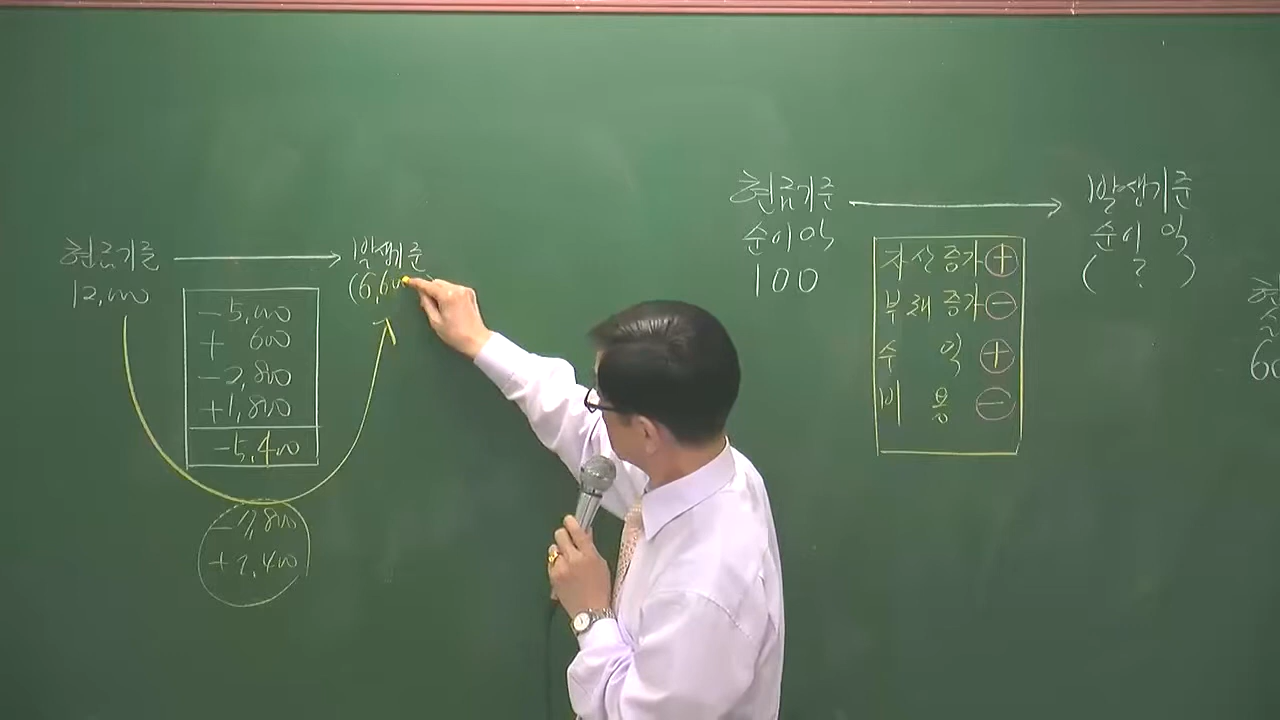 현금기준
12,000
발생기준
(6,600
-5,000
+ 600
-2,800
+1,800
-5,400
-7,800
+2,400
현금기준
순이익
100
발생기준
순이익
( ? )
자산증가 +
부채증가 -
수 익 +
비 용 -
60